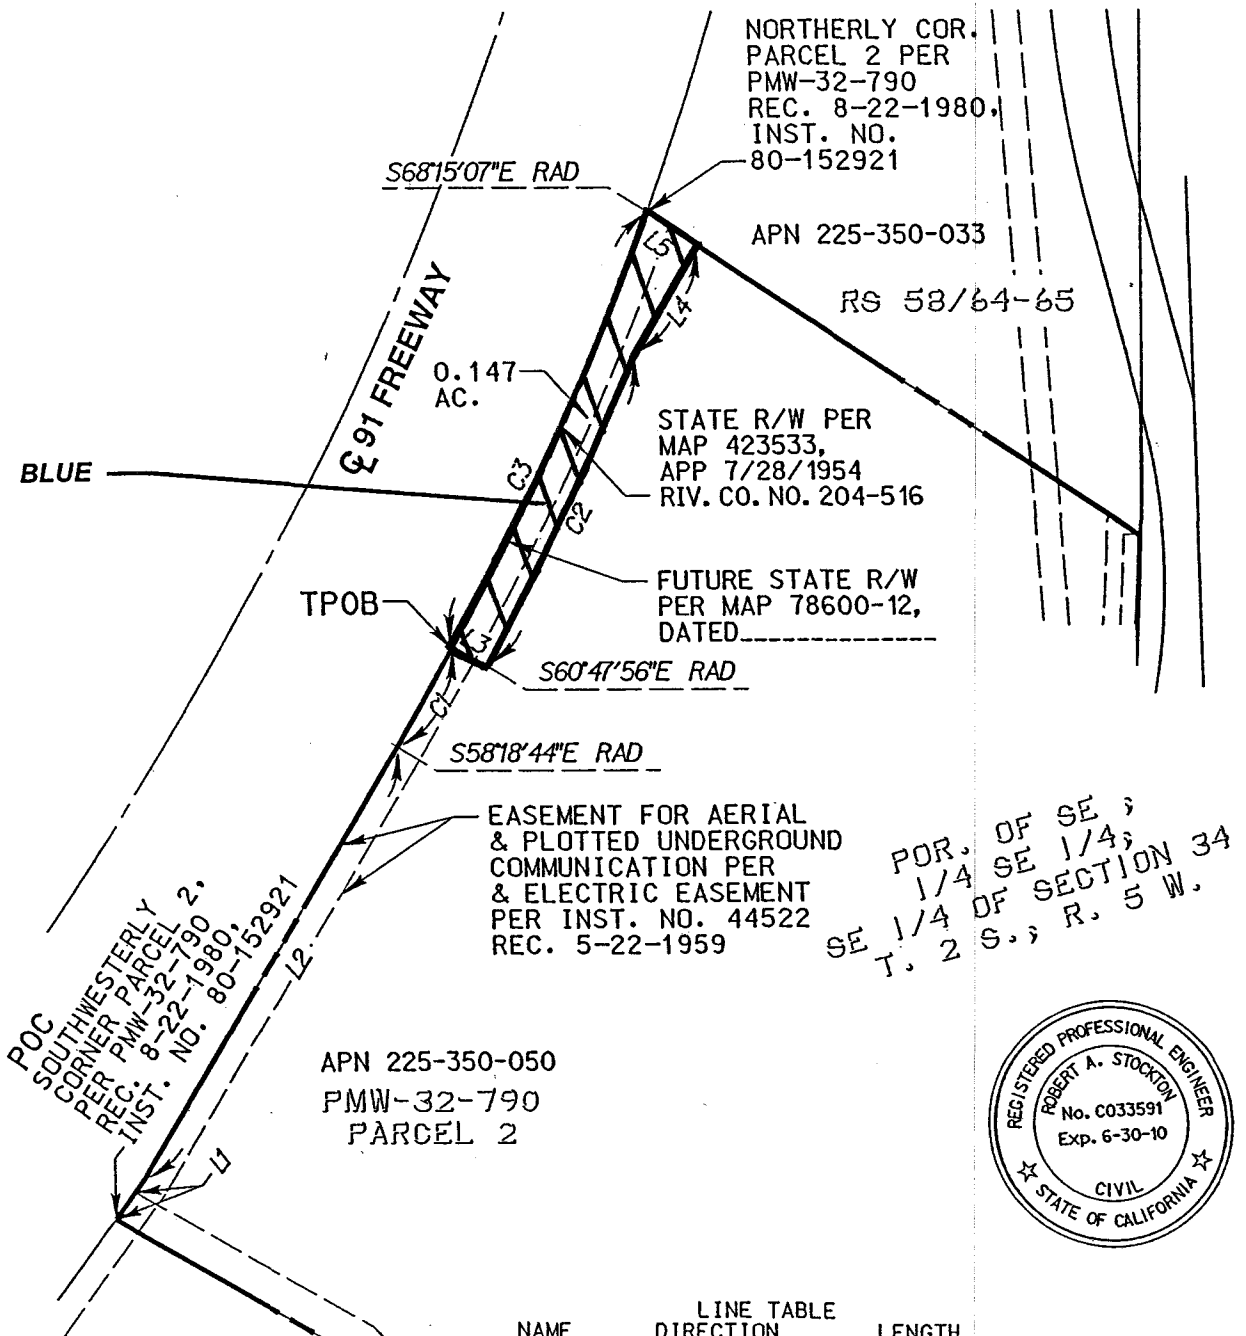 NORTHERLY COR.
PARCEL 2 PER
PMW-32-790
REC. 8-22-1980,
INST. NO.
80-152921
S68°15'07"E RAD
APN 225-350-033
RS 58/64-65
L5
L4
℄ 91 FREEWAY
0.147
AC.
STATE R/W PER
MAP 423533,
APP 7/28/1954
RIV. CO. NO. 204-516
BLUE
C3
C2
FUTURE STATE R/W
PER MAP 78600-12,
DATED______________
TPOB
L3
S60°47'56"E RAD
C1
S58°18'44"E RAD
EASEMENT FOR AERIAL
& PLOTTED UNDERGROUND
COMMUNICATION PER
& ELECTRIC EASEMENT
PER INST. NO. 44522
REC. 5-22-1959
POR. OF SE ;
1/4 SE 1/4;
SE 1/4 OF SECTION 34
T. 2 S.; R. 5 W.
L2
POC
SOUTHWESTERLY
CORNER PARCEL 2,
PER PMW-32-790
REC. 8-22-1980,
INST. NO. 80-152921
L1
APN 225-350-050
PMW-32-790
PARCEL 2
REGISTERED PROFESSIONAL ENGINEER
ROBERT A. STOCKTON
No. C033591
Exp. 6-30-10
CIVIL
STATE OF CALIFORNIA
LINE TABLE
NAME DIRECTION LENGTH